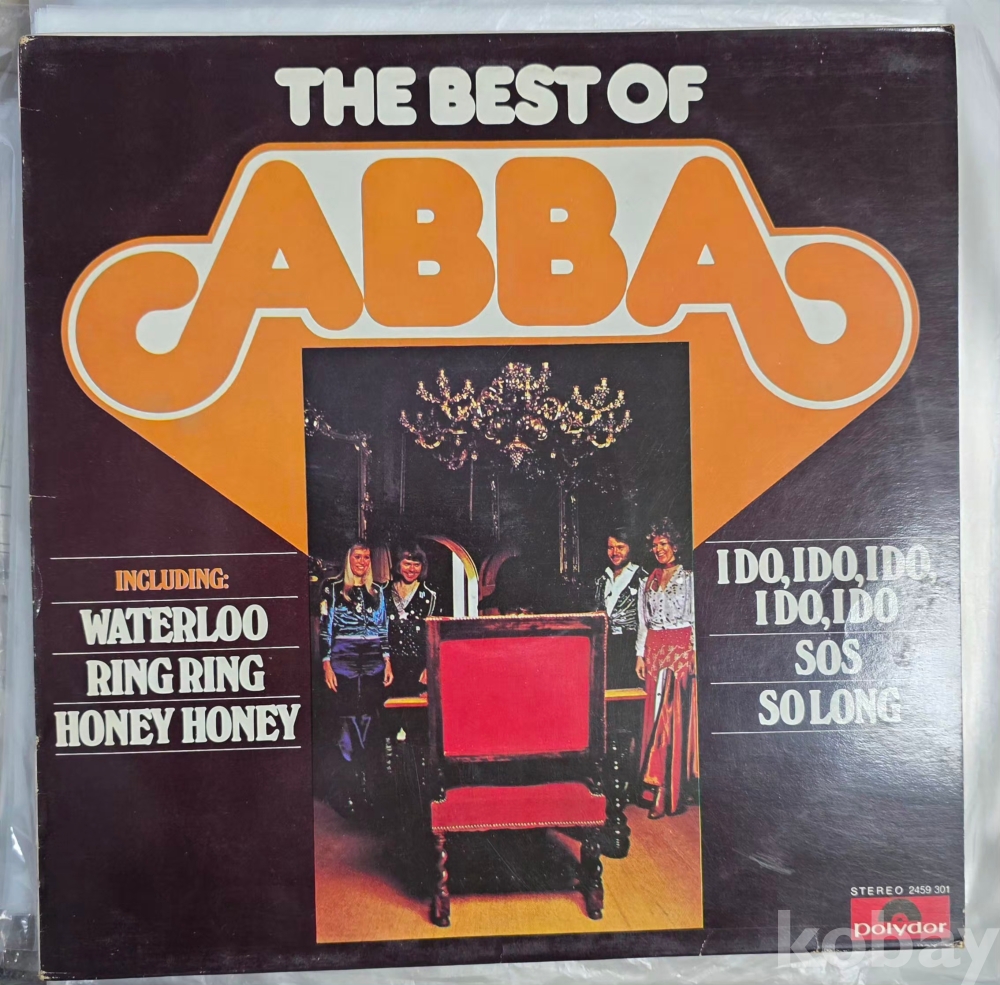 THE BEST OF
ABBA
INCLUDING:
WATERLOO
RING RING
HONEY HONEY
I DO, I DO, I DO,
I DO, I DO
SOS
SO LONG
STEREO 2459 301
polydor
kobay